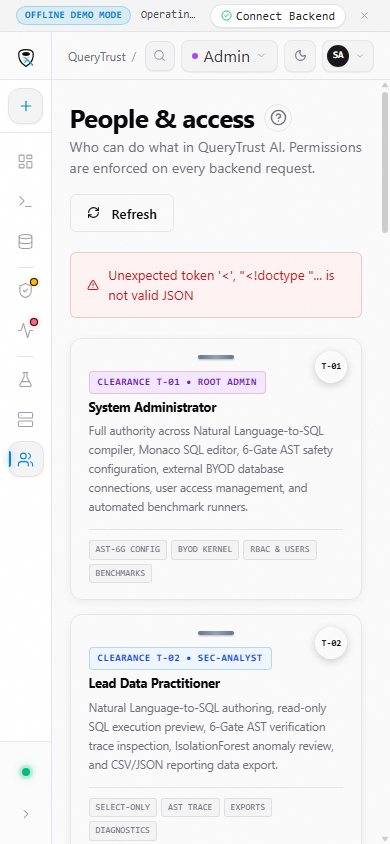 OFFLINE DEMO MODE Operatin… Connect Backend
QueryTrust / Admin SA
People & access
Who can do what in QueryTrust AI. Permissions
are enforced on every backend request.
Refresh
Unexpected token '<', "<!doctype "... is
not valid JSON
T-01
CLEARANCE T-01 • ROOT ADMIN
System Administrator
Full authority across Natural Language-to-SQL
compiler, Monaco SQL editor, 6-Gate AST safety
configuration, external BYOD database
connections, user access management, and
automated benchmark runners.
AST-6G CONFIG BYOD KERNEL RBAC & USERS
BENCHMARKS
T-02
CLEARANCE T-02 • SEC-ANALYST
Lead Data Practitioner
Natural Language-to-SQL authoring, read-only
SQL execution preview, 6-Gate AST verification
trace inspection, IsolationForest anomaly review,
and CSV/JSON reporting data export.
SELECT-ONLY AST TRACE EXPORTS
DIAGNOSTICS